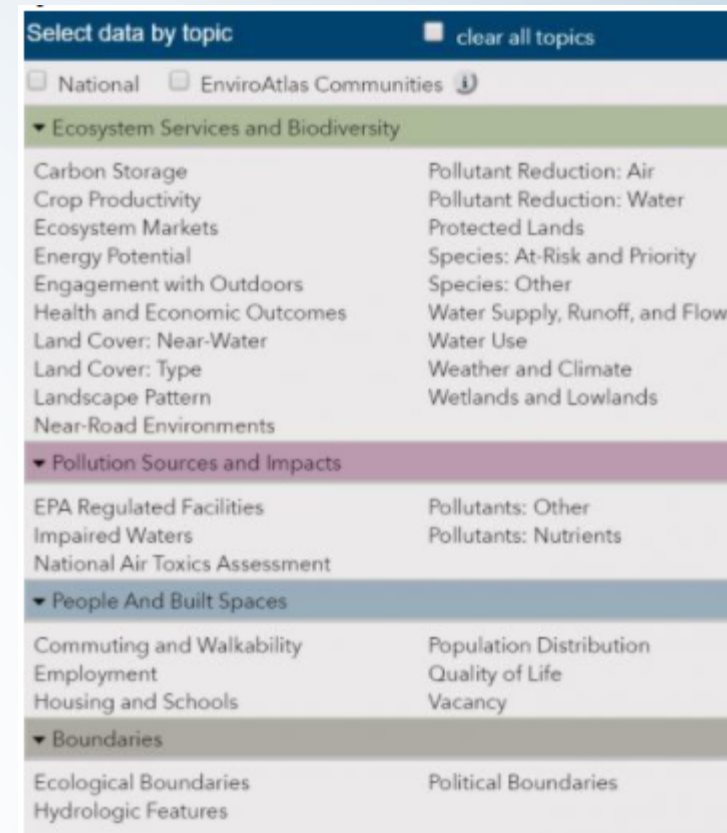 Select data by topic
clear all topics
National
EnviroAtlas Communities
Ecosystem Services and Biodiversity
Carbon Storage
Crop Productivity
Ecosystem Markets
Energy Potential
Engagement with Outdoors
Health and Economic Outcomes
Land Cover: Near-Water
Land Cover: Type
Landscape Pattern
Near-Road Environments
Pollutant Reduction: Air
Pollutant Reduction: Water
Protected Lands
Species: At-Risk and Priority
Species: Other
Water Supply, Runoff, and Flow
Water Use
Weather and Climate
Wetlands and Lowlands
Pollution Sources and Impacts
EPA Regulated Facilities
Impaired Waters
National Air Toxics Assessment
Pollutants: Other
Pollutants: Nutrients
People And Built Spaces
Commuting and Walkability
Employment
Housing and Schools
Population Distribution
Quality of Life
Vacancy
Boundaries
Ecological Boundaries
Hydrologic Features
Political Boundaries